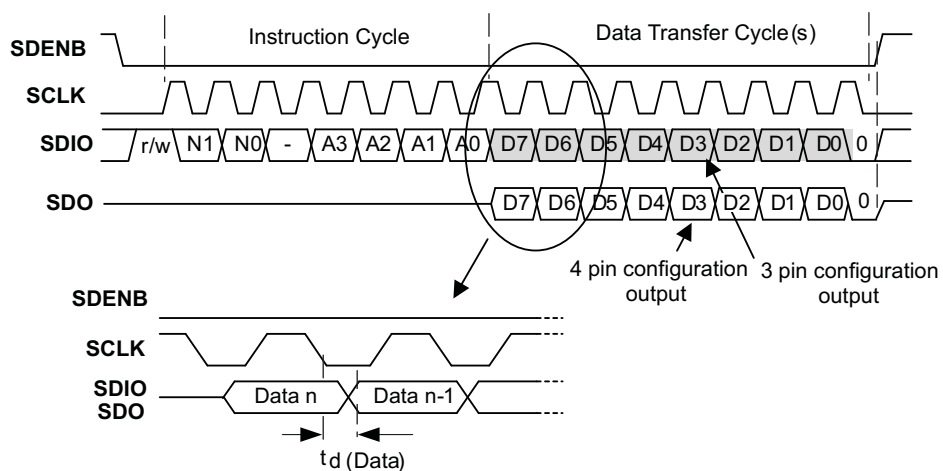 Instruction Cycle Data Transfer Cycle(s)
SDENB
SCLK
SDIO r/w N1 N0 - A3 A2 A1 A0 D7 D6 D5 D4 D3 D2 D1 D0 0
SDO D7 D6 D5 D4 D3 D2 D1 D0 0
4 pin configuration output
3 pin configuration output
SDENB
SCLK
SDIO
SDO
Data n Data n-1
td (Data)